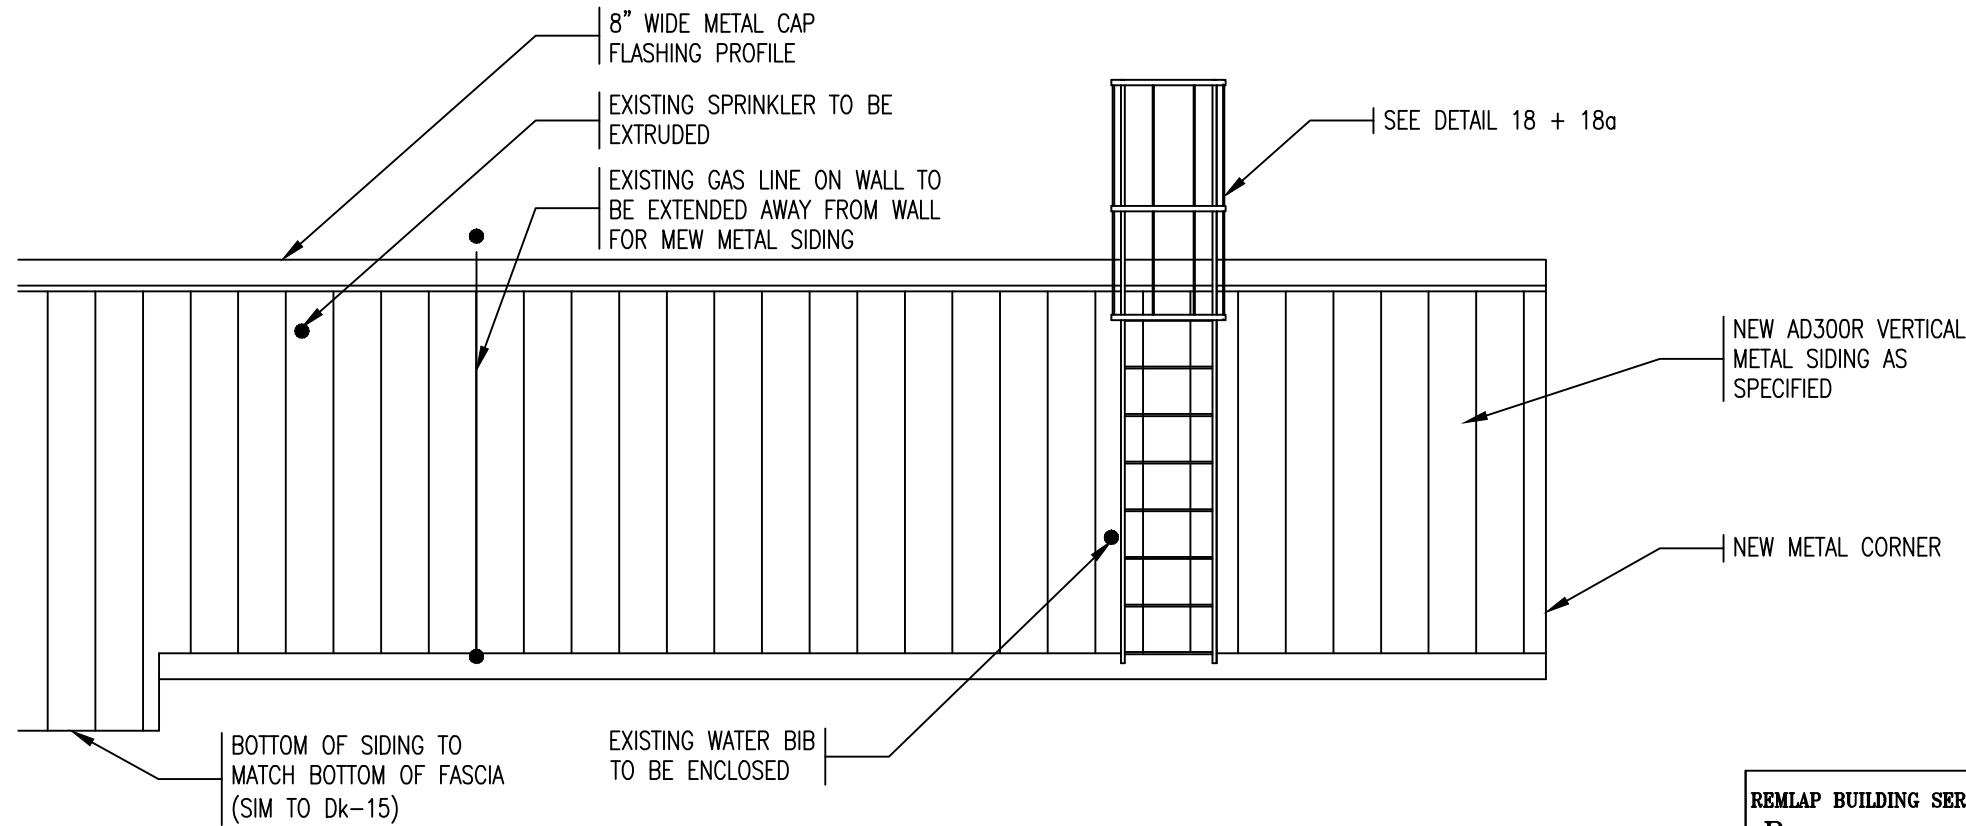 8” WIDE METAL CAP
FLASHING PROFILE
EXISTING SPRINKLER TO BE
EXTRUDED
EXISTING GAS LINE ON WALL TO
BE EXTENDED AWAY FROM WALL
FOR MEW METAL SIDING
SEE DETAIL 18 + 18a
NEW AD300R VERTICAL
METAL SIDING AS
SPECIFIED
NEW METAL CORNER
BOTTOM OF SIDING TO
MATCH BOTTOM OF FASCIA
(SIM TO Dk-15)
EXISTING WATER BIB
TO BE ENCLOSED
REMLAP BUILDING SER